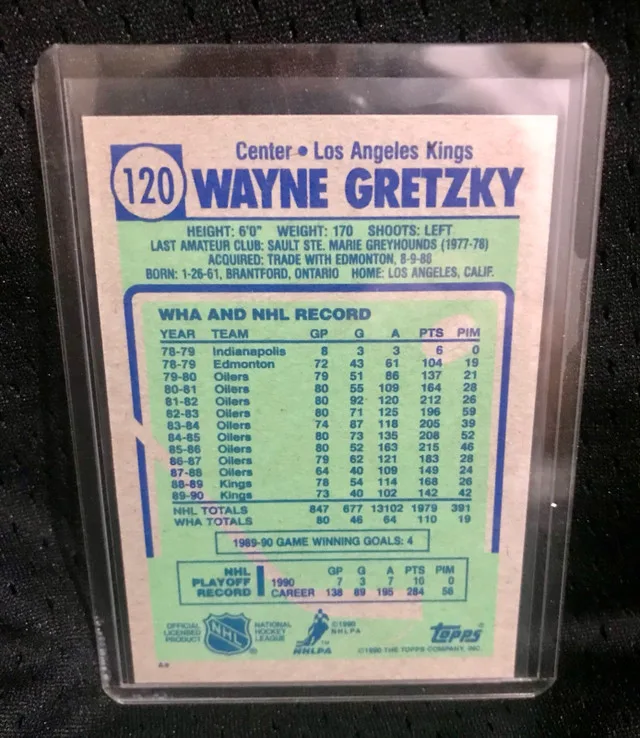 120
Center • Los Angeles Kings
WAYNE GRETZKY
HEIGHT: 6'0" WEIGHT: 170 SHOOTS: LEFT
LAST AMATEUR CLUB: SAULT STE. MARIE GREYHOUNDS (1977-78)
ACQUIRED: TRADE WITH EDMONTON, 8-9-88
BORN: 1-26-61, BRANTFORD, ONTARIO HOME: LOS ANGELES, CALIF.
WHA AND NHL RECORD
YEAR TEAM GP G A PTS PIM
78-79 Indianapolis 8 3 3 6 0
78-79 Edmonton 72 43 61 104 19
79-80 Oilers 79 51 86 137 21
80-81 Oilers 80 55 109 164 28
81-82 Oilers 80 92 120 212 26
82-83 Oilers 80 71 125 196 59
83-84 Oilers 74 87 118 205 39
84-85 Oilers 80 73 135 208 52
85-86 Oilers 80 52 163 215 46
86-87 Oilers 79 62 121 183 28
87-88 Oilers 64 40 109 149 24
88-89 Kings 78 54 114 168 26
89-90 Kings 73 40 102 142 42
NHL TOTALS 847 677 13102 1979 391
WHA TOTALS 80 46 64 110 19
1989-90 GAME WINNING GOALS: 4
NHL PLAYOFF RECORD
GP G A PTS PIM
1990 7 3 7 10 0
CAREER 138 89 195 284 56
OFFICIAL LICENSED PRODUCT
NHL
NATIONAL HOCKEY LEAGUE
NHLPA
©1990 NHLPA
topps
©1990 THE TOPPS COMPANY, INC.